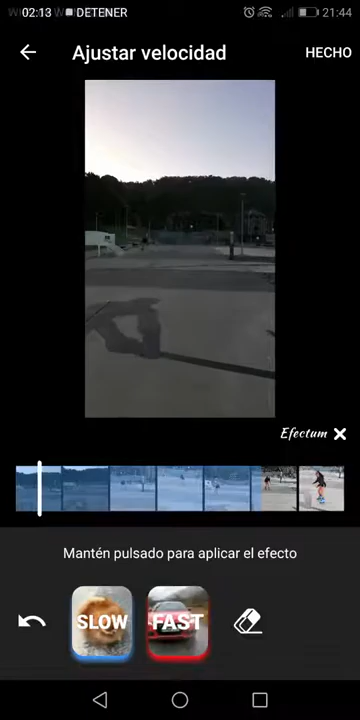 02:13 DETENER 21:44
Ajustar velocidad HECHO
Efectum
Mantén pulsado para aplicar el efecto
SLOW FAST